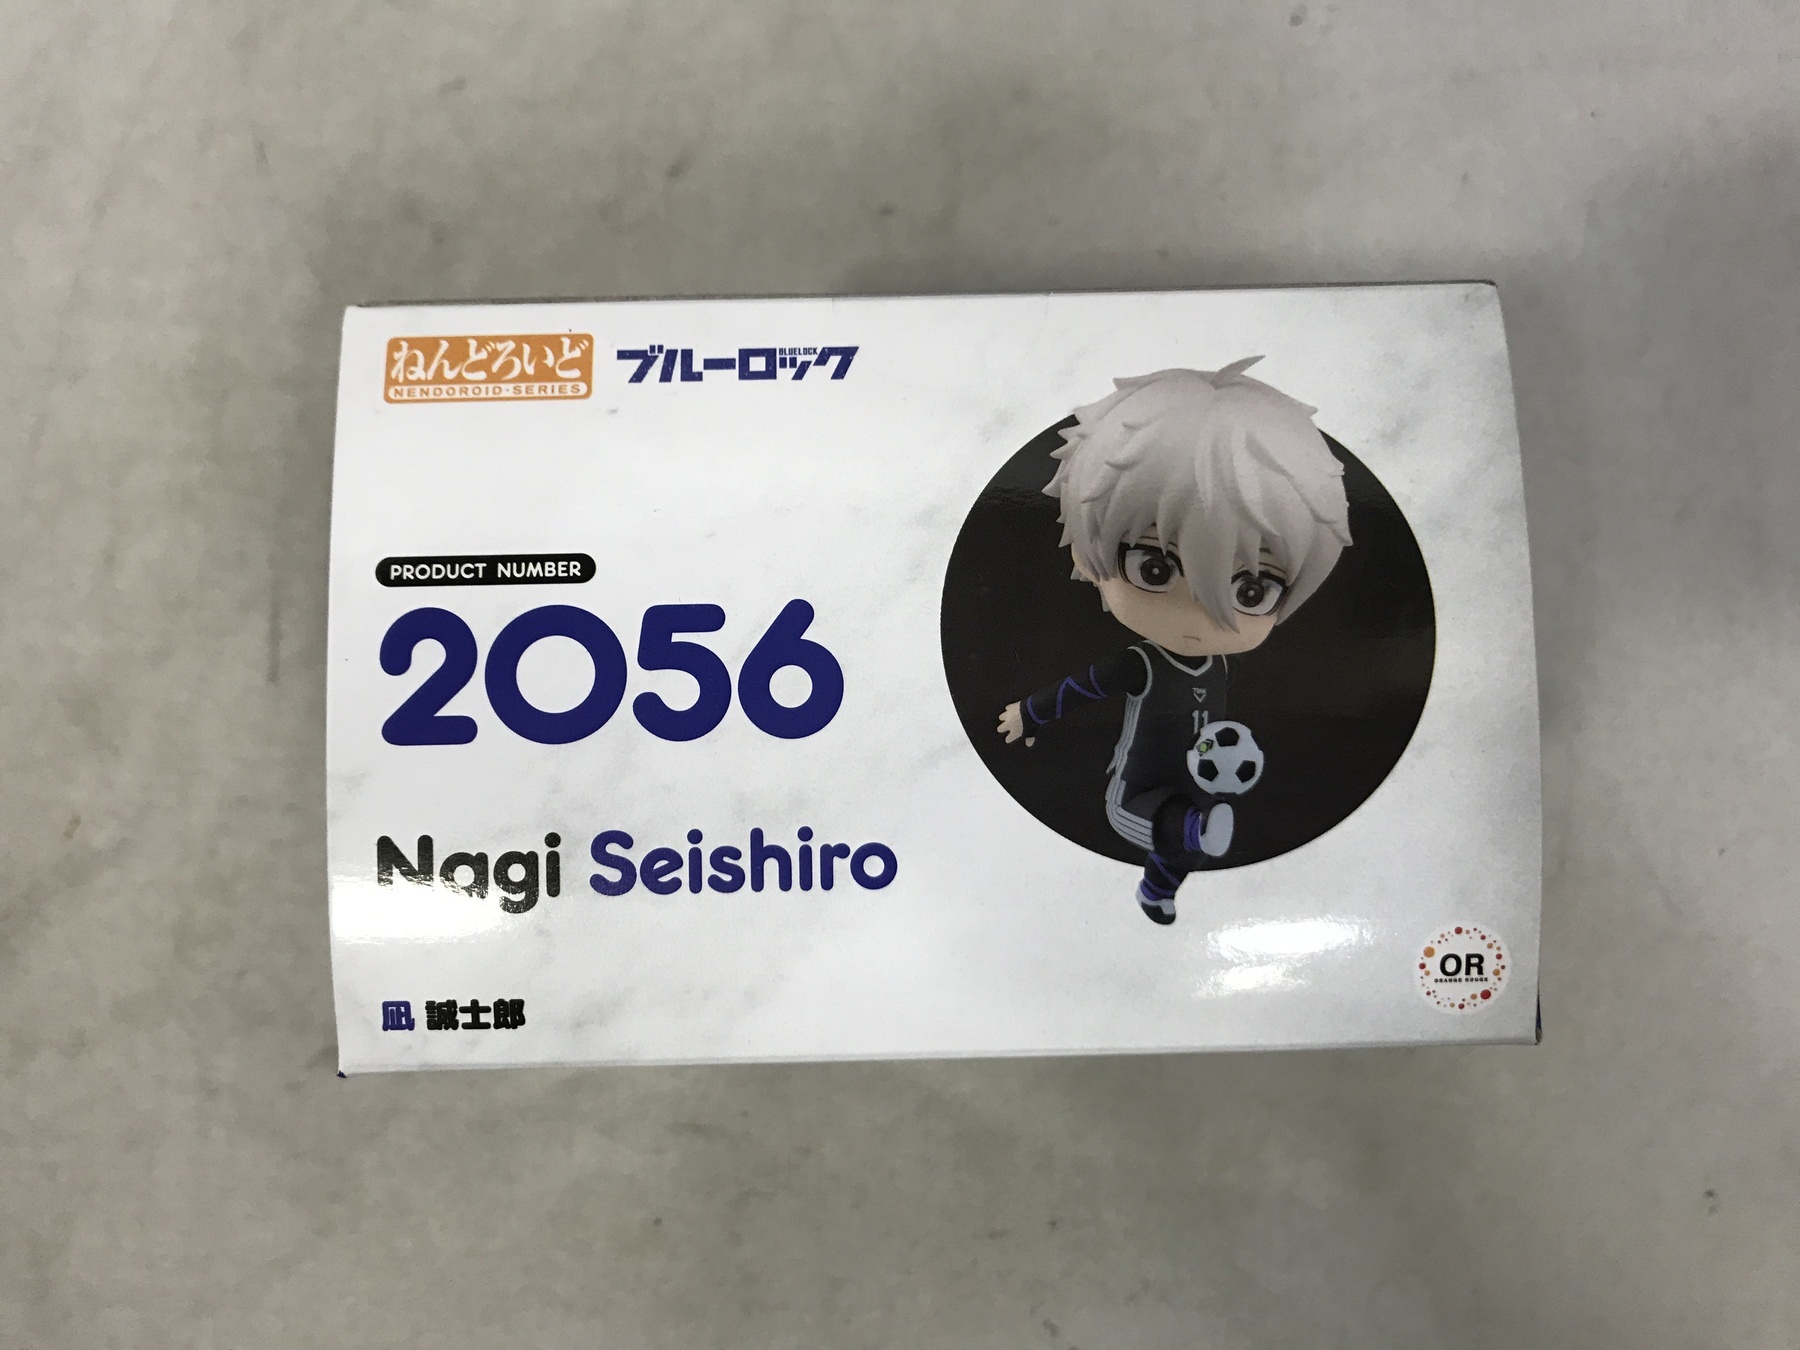 ねんどろいど
NENDOROID·SERIES
ブルーロック
BLUELOCK
PRODUCT NUMBER
2056
Nagi Seishiro
凪 誠士郎
11
OR
ORANGE ROUGE